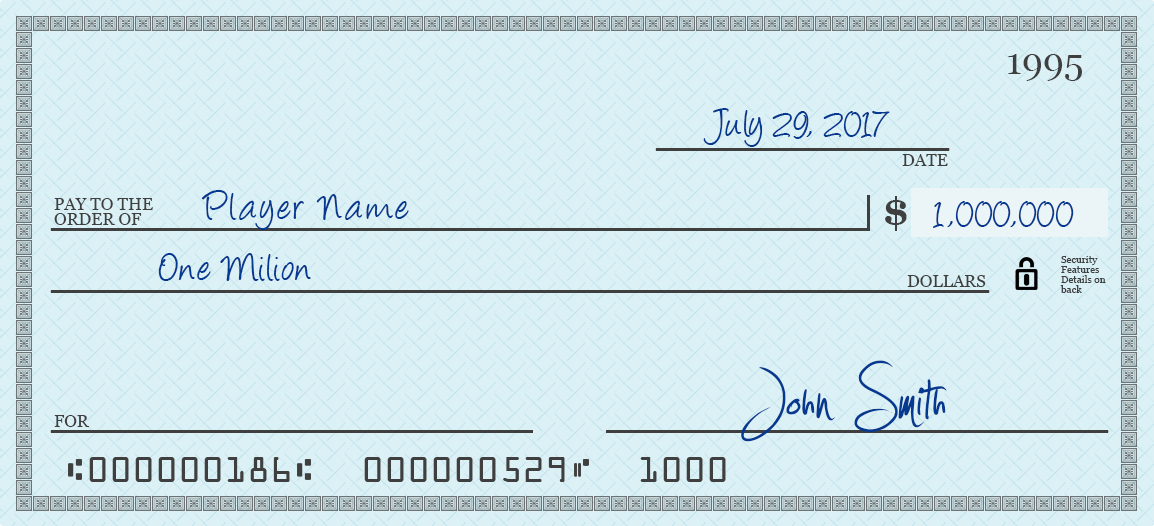 1995
July 29, 2017
DATE
PAY TO THE
ORDER OF
Player Name
$ 1,000,000
One Milion
DOLLARS
Security
Features
Details on
back
FOR
John Smith
⑆000000186⑆ 000000529⑈ 1000